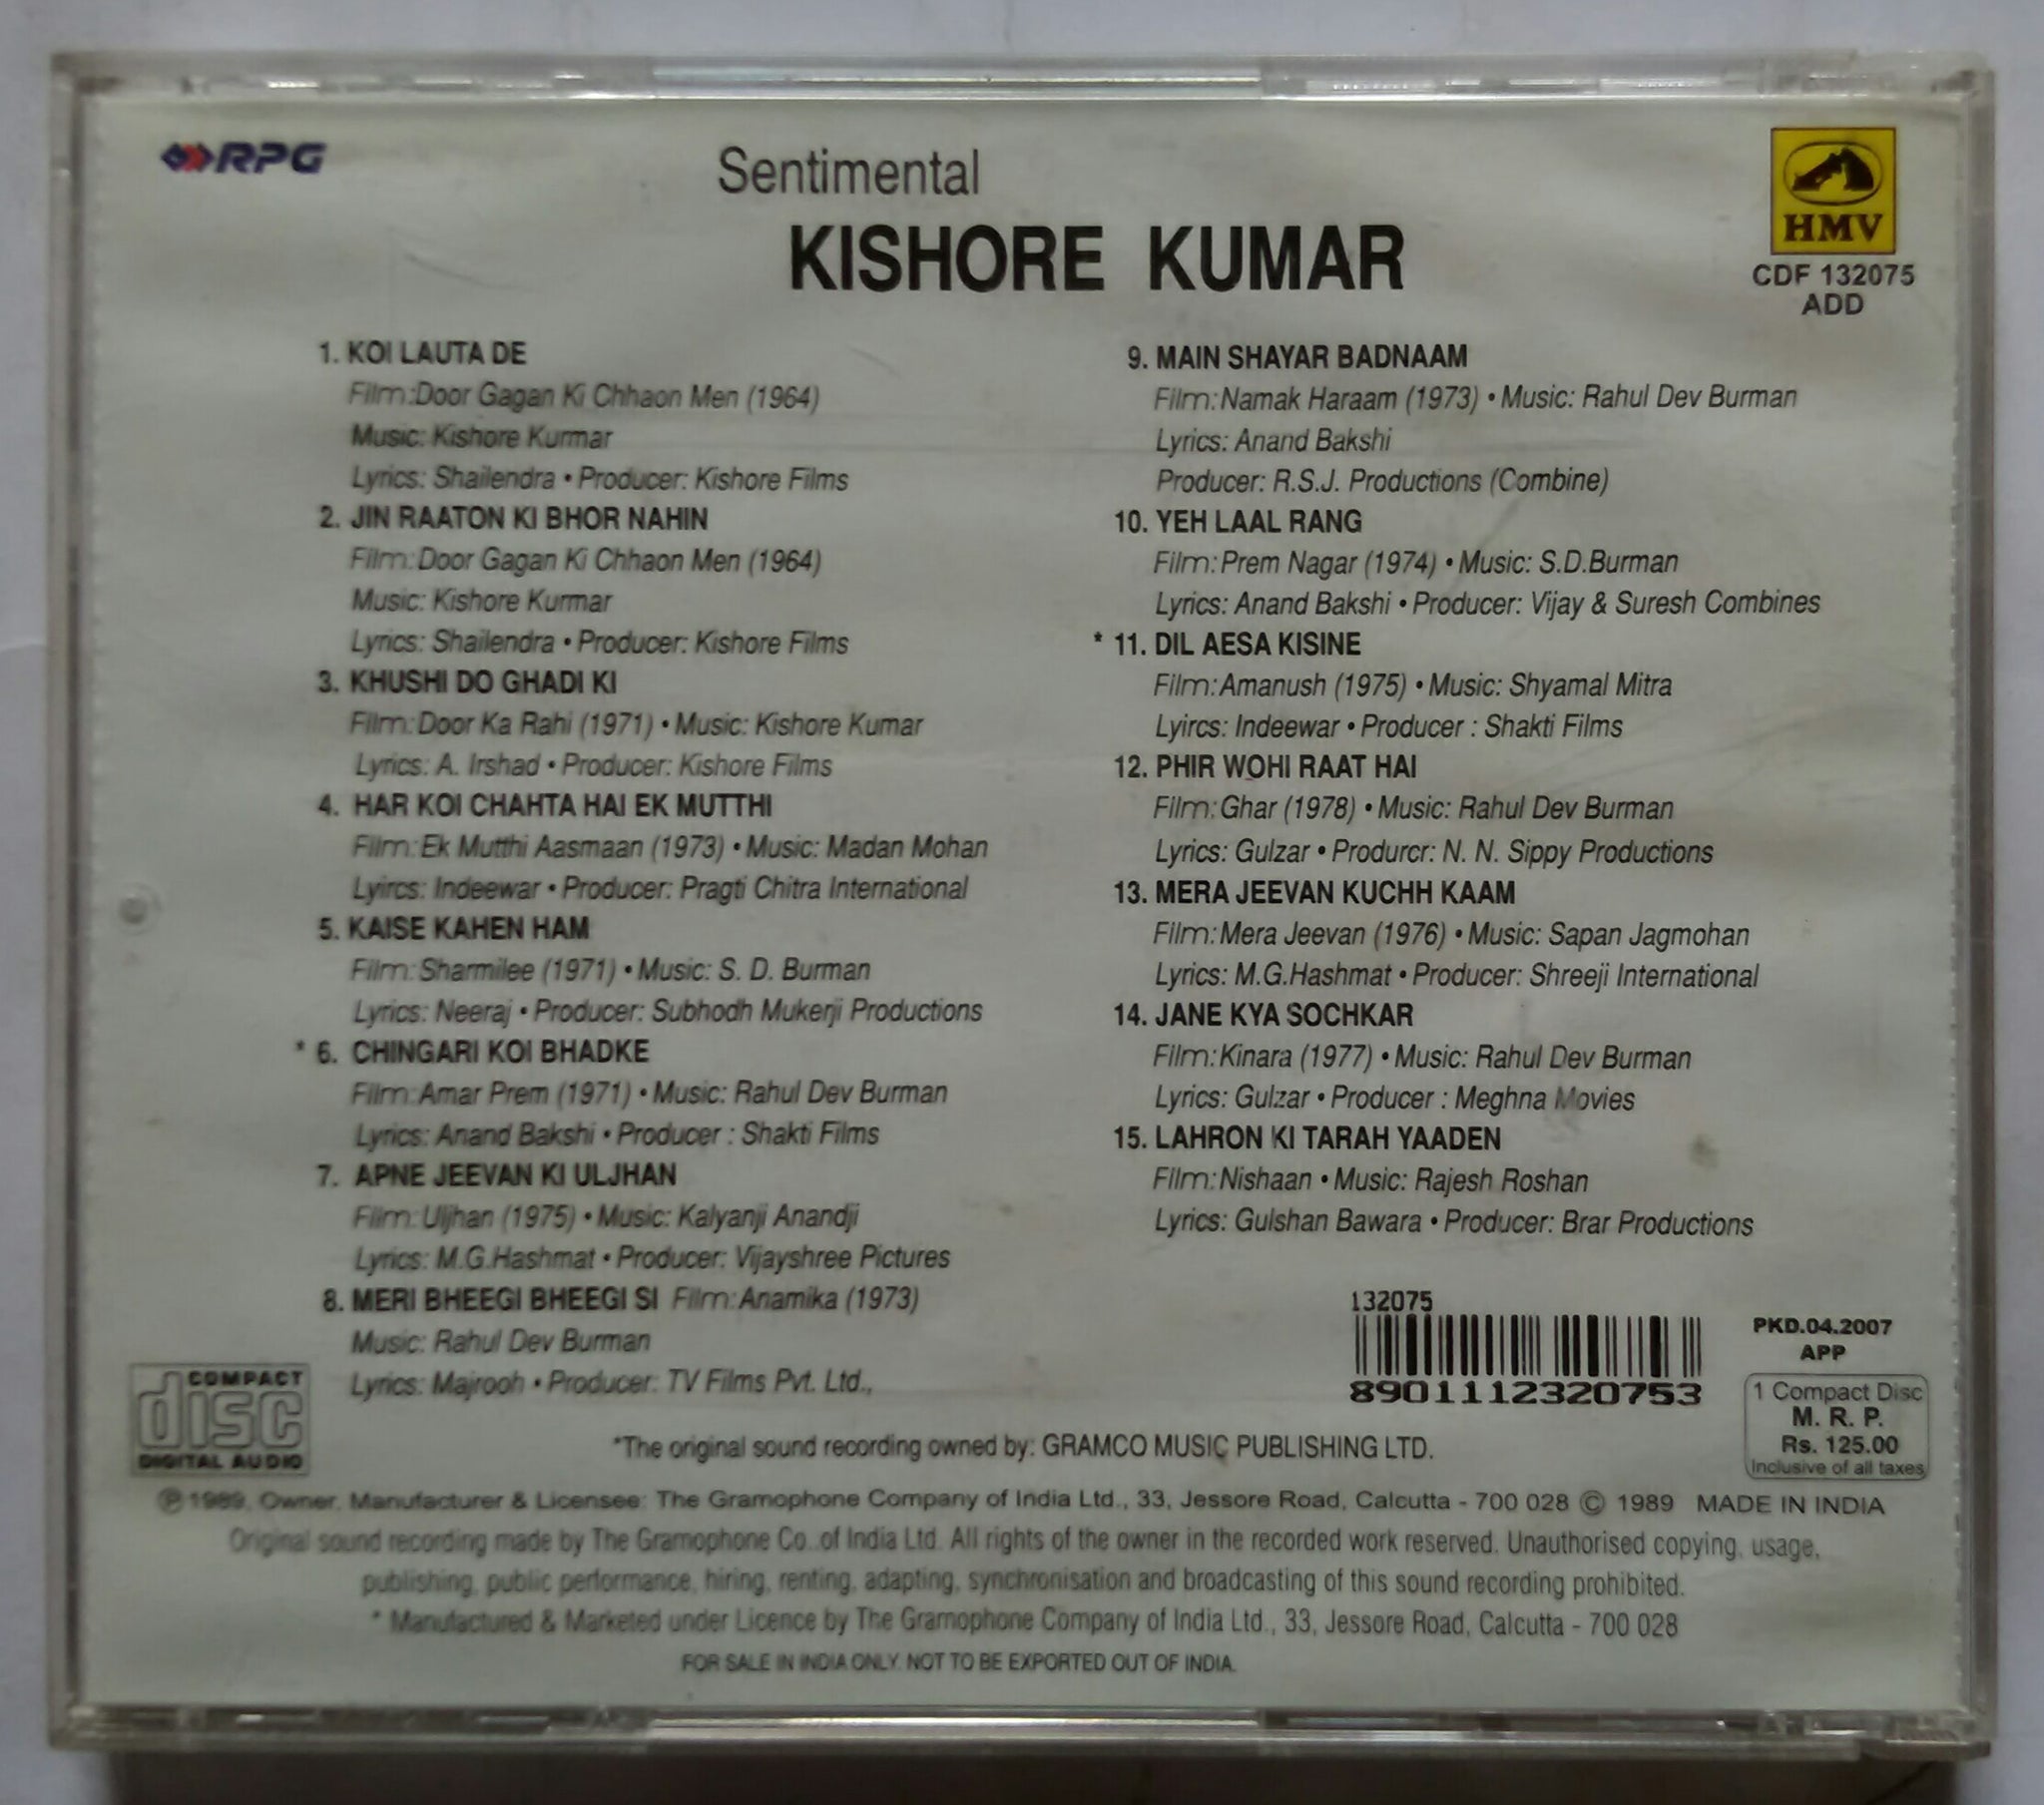 RPG
Sentimental
KISHORE KUMAR
HMV
CDF 132075
ADD
1. KOI LAUTA DE
Film:Door Gagan Ki Chhaon Men (1964)
Music: Kishore Kurmar
Lyrics: Shailendra • Producer: Kishore Films
2. JIN RAATON KI BHOR NAHIN
Film:Door Gagan Ki Chhaon Men (1964)
Music: Kishore Kurmar
Lyrics: Shailendra • Producer: Kishore Films
3. KHUSHI DO GHADI KI
Film:Door Ka Rahi (1971) • Music: Kishore Kumar
Lyrics: A. Irshad • Producer: Kishore Films
4. HAR KOI CHAHTA HAI EK MUTTHI
Film:Ek Mutthi Aasmaan (1973) • Music: Madan Mohan
Lyircs: Indeewar • Producer: Pragti Chitra International
5. KAISE KAHEN HAM
Film:Sharmilee (1971) • Music: S. D. Burman
Lyrics: Neeraj • Producer: Subhodh Mukerji Productions
* 6. CHINGARI KOI BHADKE
Film:Amar Prem (1971) • Music: Rahul Dev Burman
Lyrics: Anand Bakshi • Producer : Shakti Films
7. APNE JEEVAN KI ULJHAN
Film:Uljhan (1975) • Music: Kalyanji Anandji
Lyrics: M.G.Hashmat • Producer: Vijayshree Pictures
8. MERI BHEEGI BHEEGI SI Film:Anamika (1973)
Music: Rahul Dev Burman
Lyrics: Majrooh • Producer: TV Films Pvt. Ltd.,
9. MAIN SHAYAR BADNAAM
Film:Namak Haraam (1973) • Music: Rahul Dev Burman
Lyrics: Anand Bakshi
Producer: R.S.J. Productions (Combine)
10. YEH LAAL RANG
Film:Prem Nagar (1974) • Music: S.D.Burman
Lyrics: Anand Bakshi • Producer: Vijay & Suresh Combines
* 11. DIL AESA KISINE
Film:Amanush (1975) • Music: Shyamal Mitra
Lyircs: Indeewar • Producer : Shakti Films
12. PHIR WOHI RAAT HAI
Film:Ghar (1978) • Music: Rahul Dev Burman
Lyrics: Gulzar • Produrcr: N. N. Sippy Productions
13. MERA JEEVAN KUCHH KAAM
Film:Mera Jeevan (1976) • Music: Sapan Jagmohan
Lyrics: M.G.Hashmat • Producer: Shreeji International
14. JANE KYA SOCHKAR
Film:Kinara (1977) • Music: Rahul Dev Burman
Lyrics: Gulzar • Producer : Meghna Movies
15. LAHRON KI TARAH YAADEN
Film:Nishaan • Music: Rajesh Roshan
Lyrics: Gulshan Bawara • Producer: Brar Productions
132075
8901112320753
PKD.04.2007
APP
1 Compact Disc
M. R. P.
Rs. 125.00
Inclusive of all taxes
COMPACT
disc
DIGITAL AUDIO
*The original sound recording owned by: GRAMCO MUSIC PUBLISHING LTD.
℗ 1989, Owner, Manufacturer & Licensee: The Gramophone Company of India Ltd., 33, Jessore Road, Calcutta - 700 028 © 1989 MADE IN INDIA
Original sound recording made by The Gramophone Co. of India Ltd. All rights of the owner in the recorded work reserved. Unauthorised copying, usage,
publishing, public performance, hiring, renting, adapting, synchronisation and broadcasting of this sound recording prohibited.
* Manufactured & Marketed under Licence by The Gramophone Company of India Ltd., 33, Jessore Road, Calcutta - 700 028
FOR SALE IN INDIA ONLY. NOT TO BE EXPORTED OUT OF INDIA.